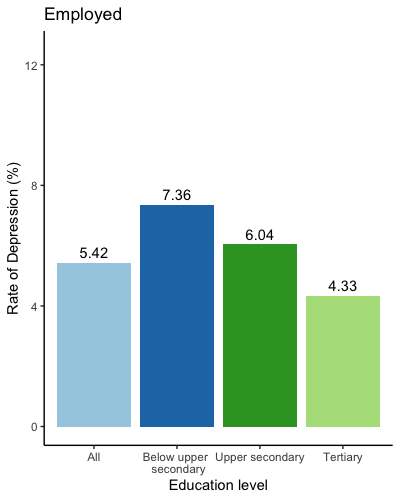 Employed
Rate of Depression (%)
12
8
4
0
5.42
7.36
6.04
4.33
All
Below upper
secondary
Upper secondary
Tertiary
Education level